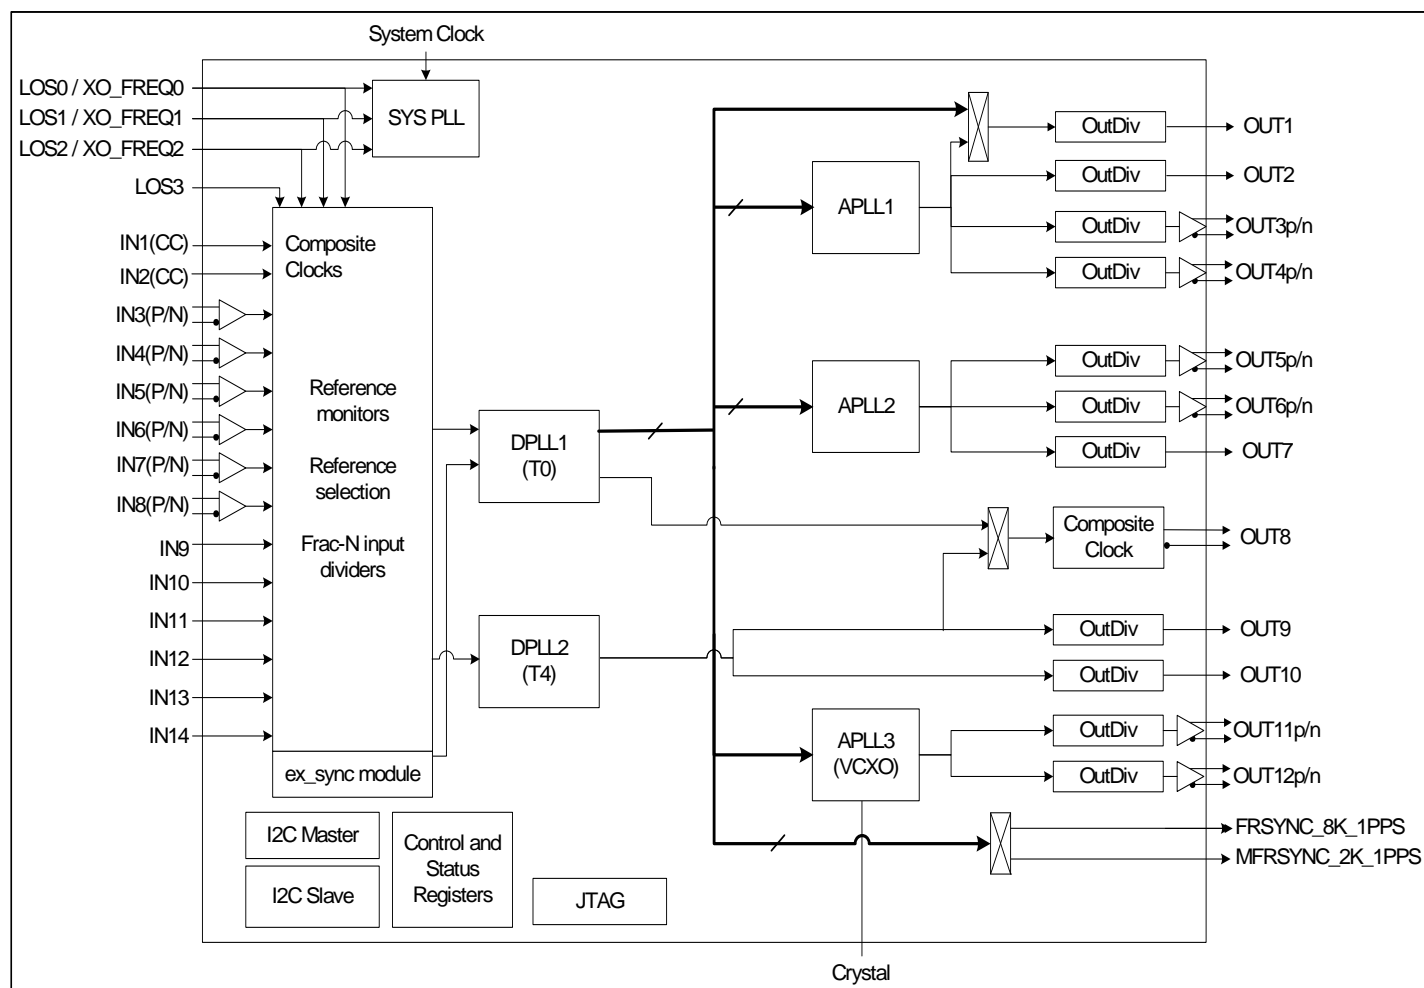 System Clock
LOS0 / XO_FREQ0
LOS1 / XO_FREQ1
LOS2 / XO_FREQ2
LOS3
SYS PLL
IN1(CC)
IN2(CC)
IN3(P/N)
IN4(P/N)
IN5(P/N)
IN6(P/N)
IN7(P/N)
IN8(P/N)
IN9
IN10
IN11
IN12
IN13
IN14
Composite
Clocks
Reference
monitors
Reference
selection
Frac-N input
dividers
ex_sync module
I2C Master
I2C Slave
Control and
Status
Registers
JTAG
DPLL1
(T0)
DPLL2
(T4)
APLL1
APLL2
APLL3
(VCXO)
Crystal
OutDiv
OUT1
OutDiv
OUT2
OutDiv
OUT3p/n
OutDiv
OUT4p/n
OutDiv
OUT5p/n
OutDiv
OUT6p/n
OutDiv
OUT7
Composite
Clock
OUT8
OutDiv
OUT9
OutDiv
OUT10
OutDiv
OUT11p/n
OutDiv
OUT12p/n
FRSYNC_8K_1PPS
MFRSYNC_2K_1PPS